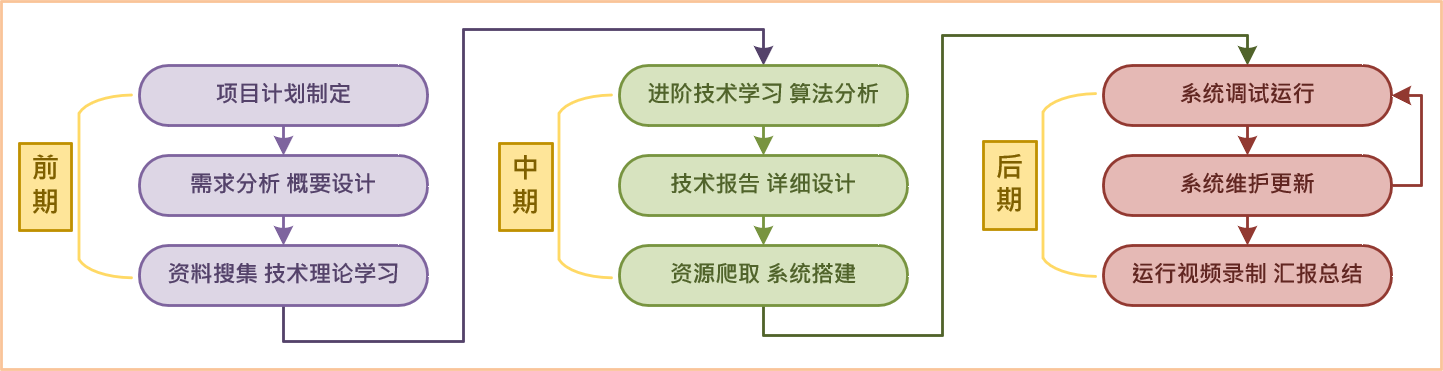 前
期
项目计划制定
需求分析 概要设计
资料搜集 技术理论学习
中
期
进阶技术学习 算法分析
技术报告 详细设计
资源爬取 系统搭建
后
期
系统调试运行
系统维护更新
运行视频录制 汇报总结